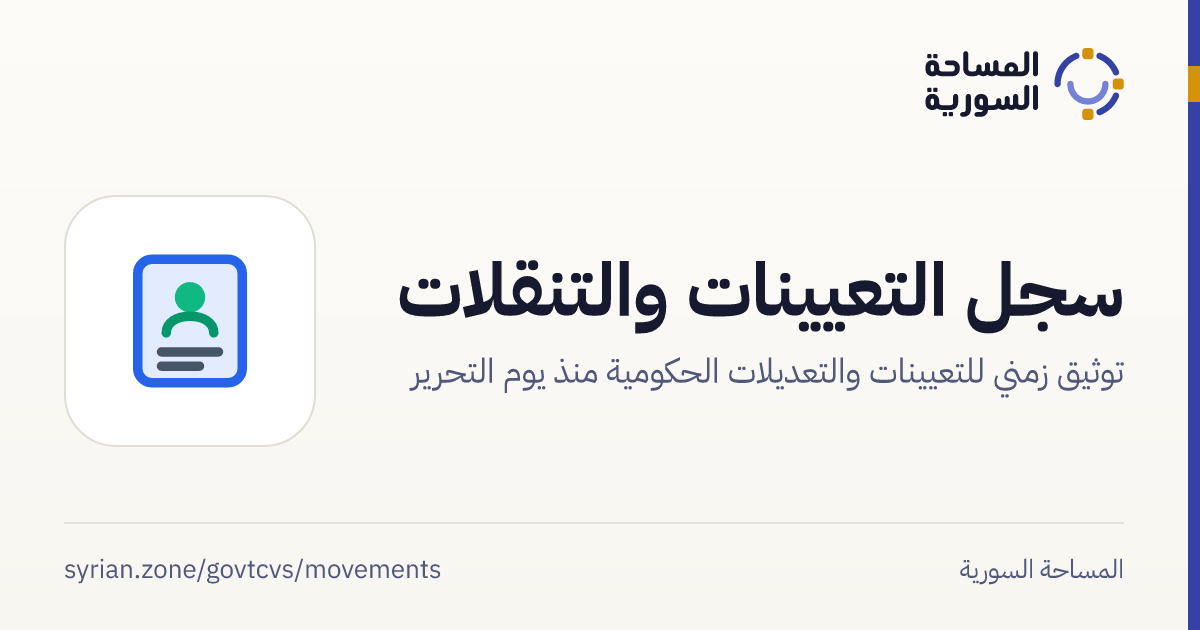 المساحة
السورية
سجل التعيينات والتنقلات
توثيق زمني للتعيينات والتعديلات الحكومية منذ يوم التحرير
المساحة السورية
syrian.zone/govtcvs/movements